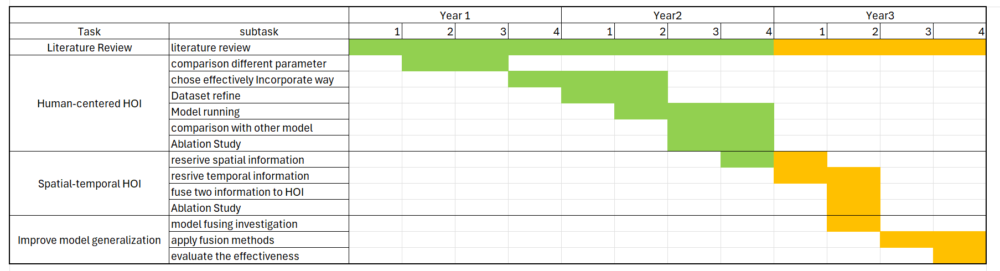 Year 1 Year2 Year3
Task subtask 1 2 3 4 1 2 3 4 1 2 3 4
Literature Review literature review
comparison different parameter
chose effectively Incorporate way
Dataset refine
Human-centered HOI Model running
comparison with other model
Ablation Study
reserive spatial information
Spatial-temporal HOI resrive temporal information
fuse two information to HOI
Ablation Study
model fusing investigation
Improve model generalization apply fusion methods
evaluate the effectiveness